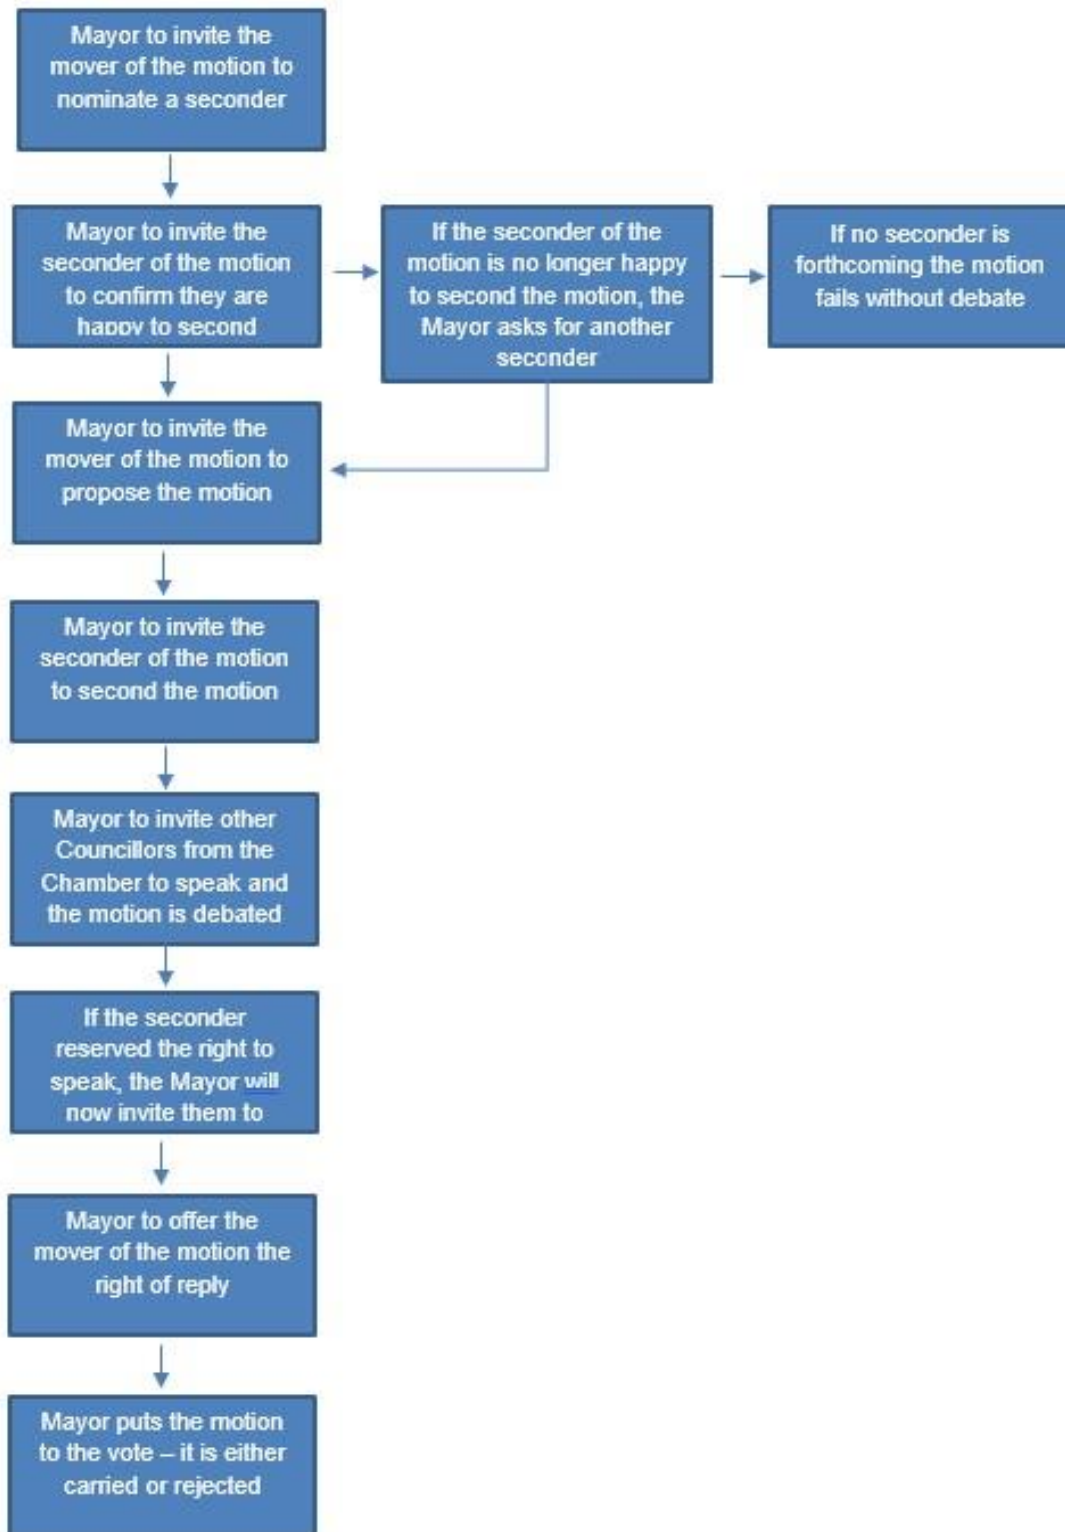 Mayor to invite the
mover of the motion to
nominate a seconder
Mayor to invite the
seconder of the motion
to confirm they are
happy to second
If the seconder of the
motion is no longer happy
to second the motion, the
Mayor asks for another
seconder
If no seconder is
forthcoming the motion
fails without debate
Mayor to invite the
mover of the motion to
propose the motion
Mayor to invite the
seconder of the motion
to second the motion
Mayor to invite other
Councillors from the
Chamber to speak and
the motion is debated
If the seconder
reserved the right to
speak, the Mayor will
now invite them to
Mayor to offer the
mover of the motion the
right of reply
Mayor puts the motion
to the vote – it is either
carried or rejected